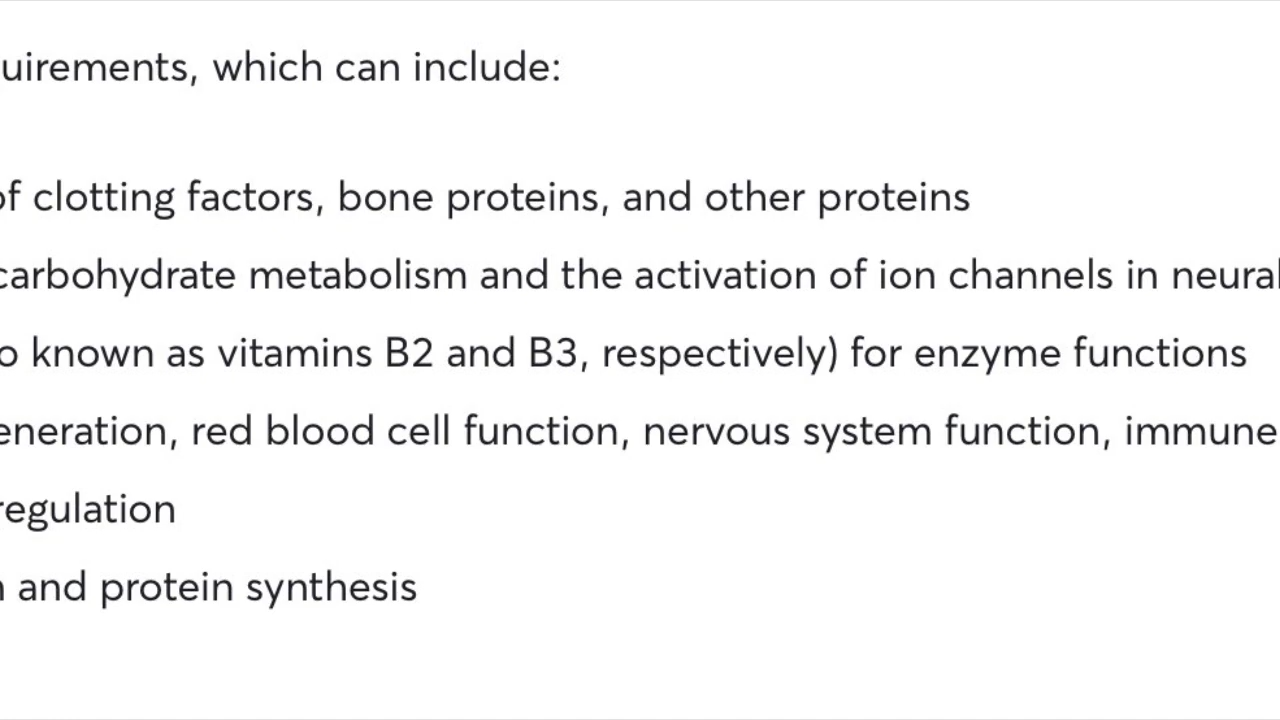 uirements, which can include:
of clotting factors, bone proteins, and other proteins
carbohydrate metabolism and the activation of ion channels in neural
o known as vitamins B2 and B3, respectively) for enzyme functions
eneration, red blood cell function, nervous system function, immune
regulation
and protein synthesis